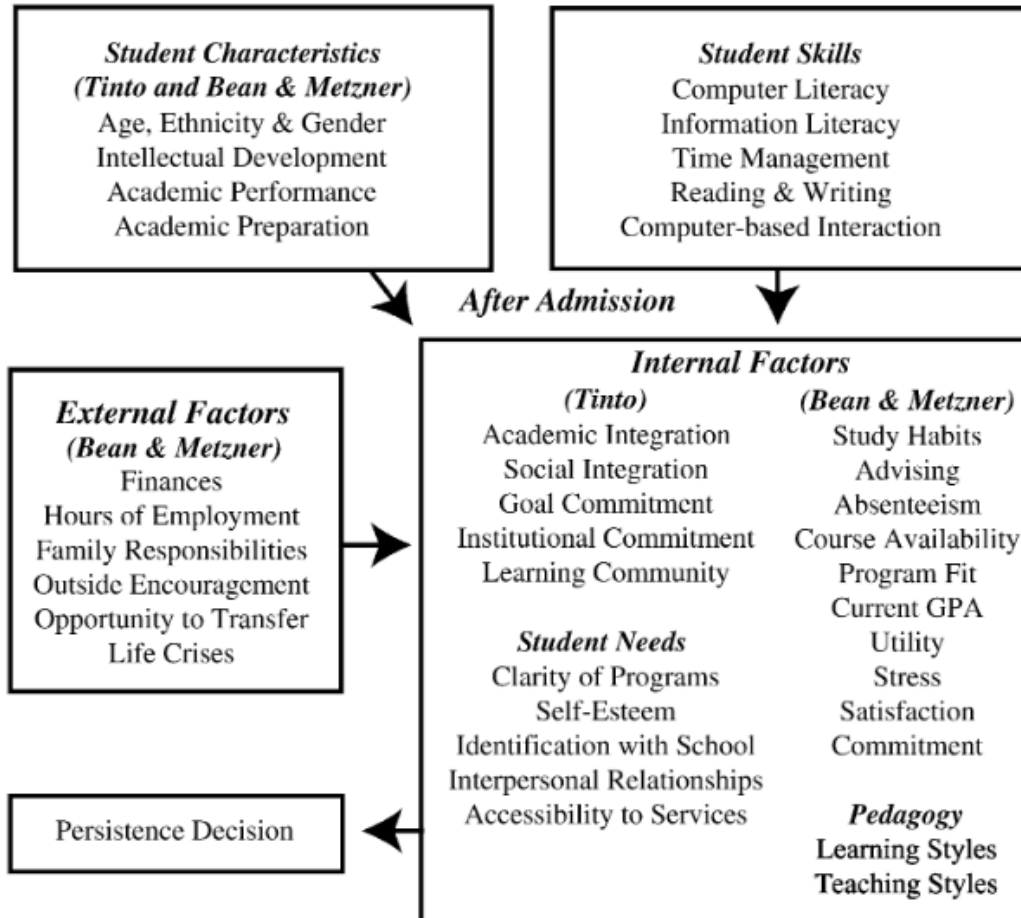 Student Characteristics
(Tinto and Bean & Metzner)
Age, Ethnicity & Gender
Intellectual Development
Academic Performance
Academic Preparation
Student Skills
Computer Literacy
Information Literacy
Time Management
Reading & Writing
Computer-based Interaction
After Admission
External Factors
(Bean & Metzner)
Finances
Hours of Employment
Family Responsibilities
Outside Encouragement
Opportunity to Transfer
Life Crises
Internal Factors
(Tinto)
Academic Integration
Social Integration
Goal Commitment
Institutional Commitment
Learning Community
Student Needs
Clarity of Programs
Self-Esteem
Identification with School
Interpersonal Relationships
Accessibility to Services
(Bean & Metzner)
Study Habits
Advising
Absenteeism
Course Availability
Program Fit
Current GPA
Utility
Stress
Satisfaction
Commitment
Pedagogy
Learning Styles
Teaching Styles
Persistence Decision